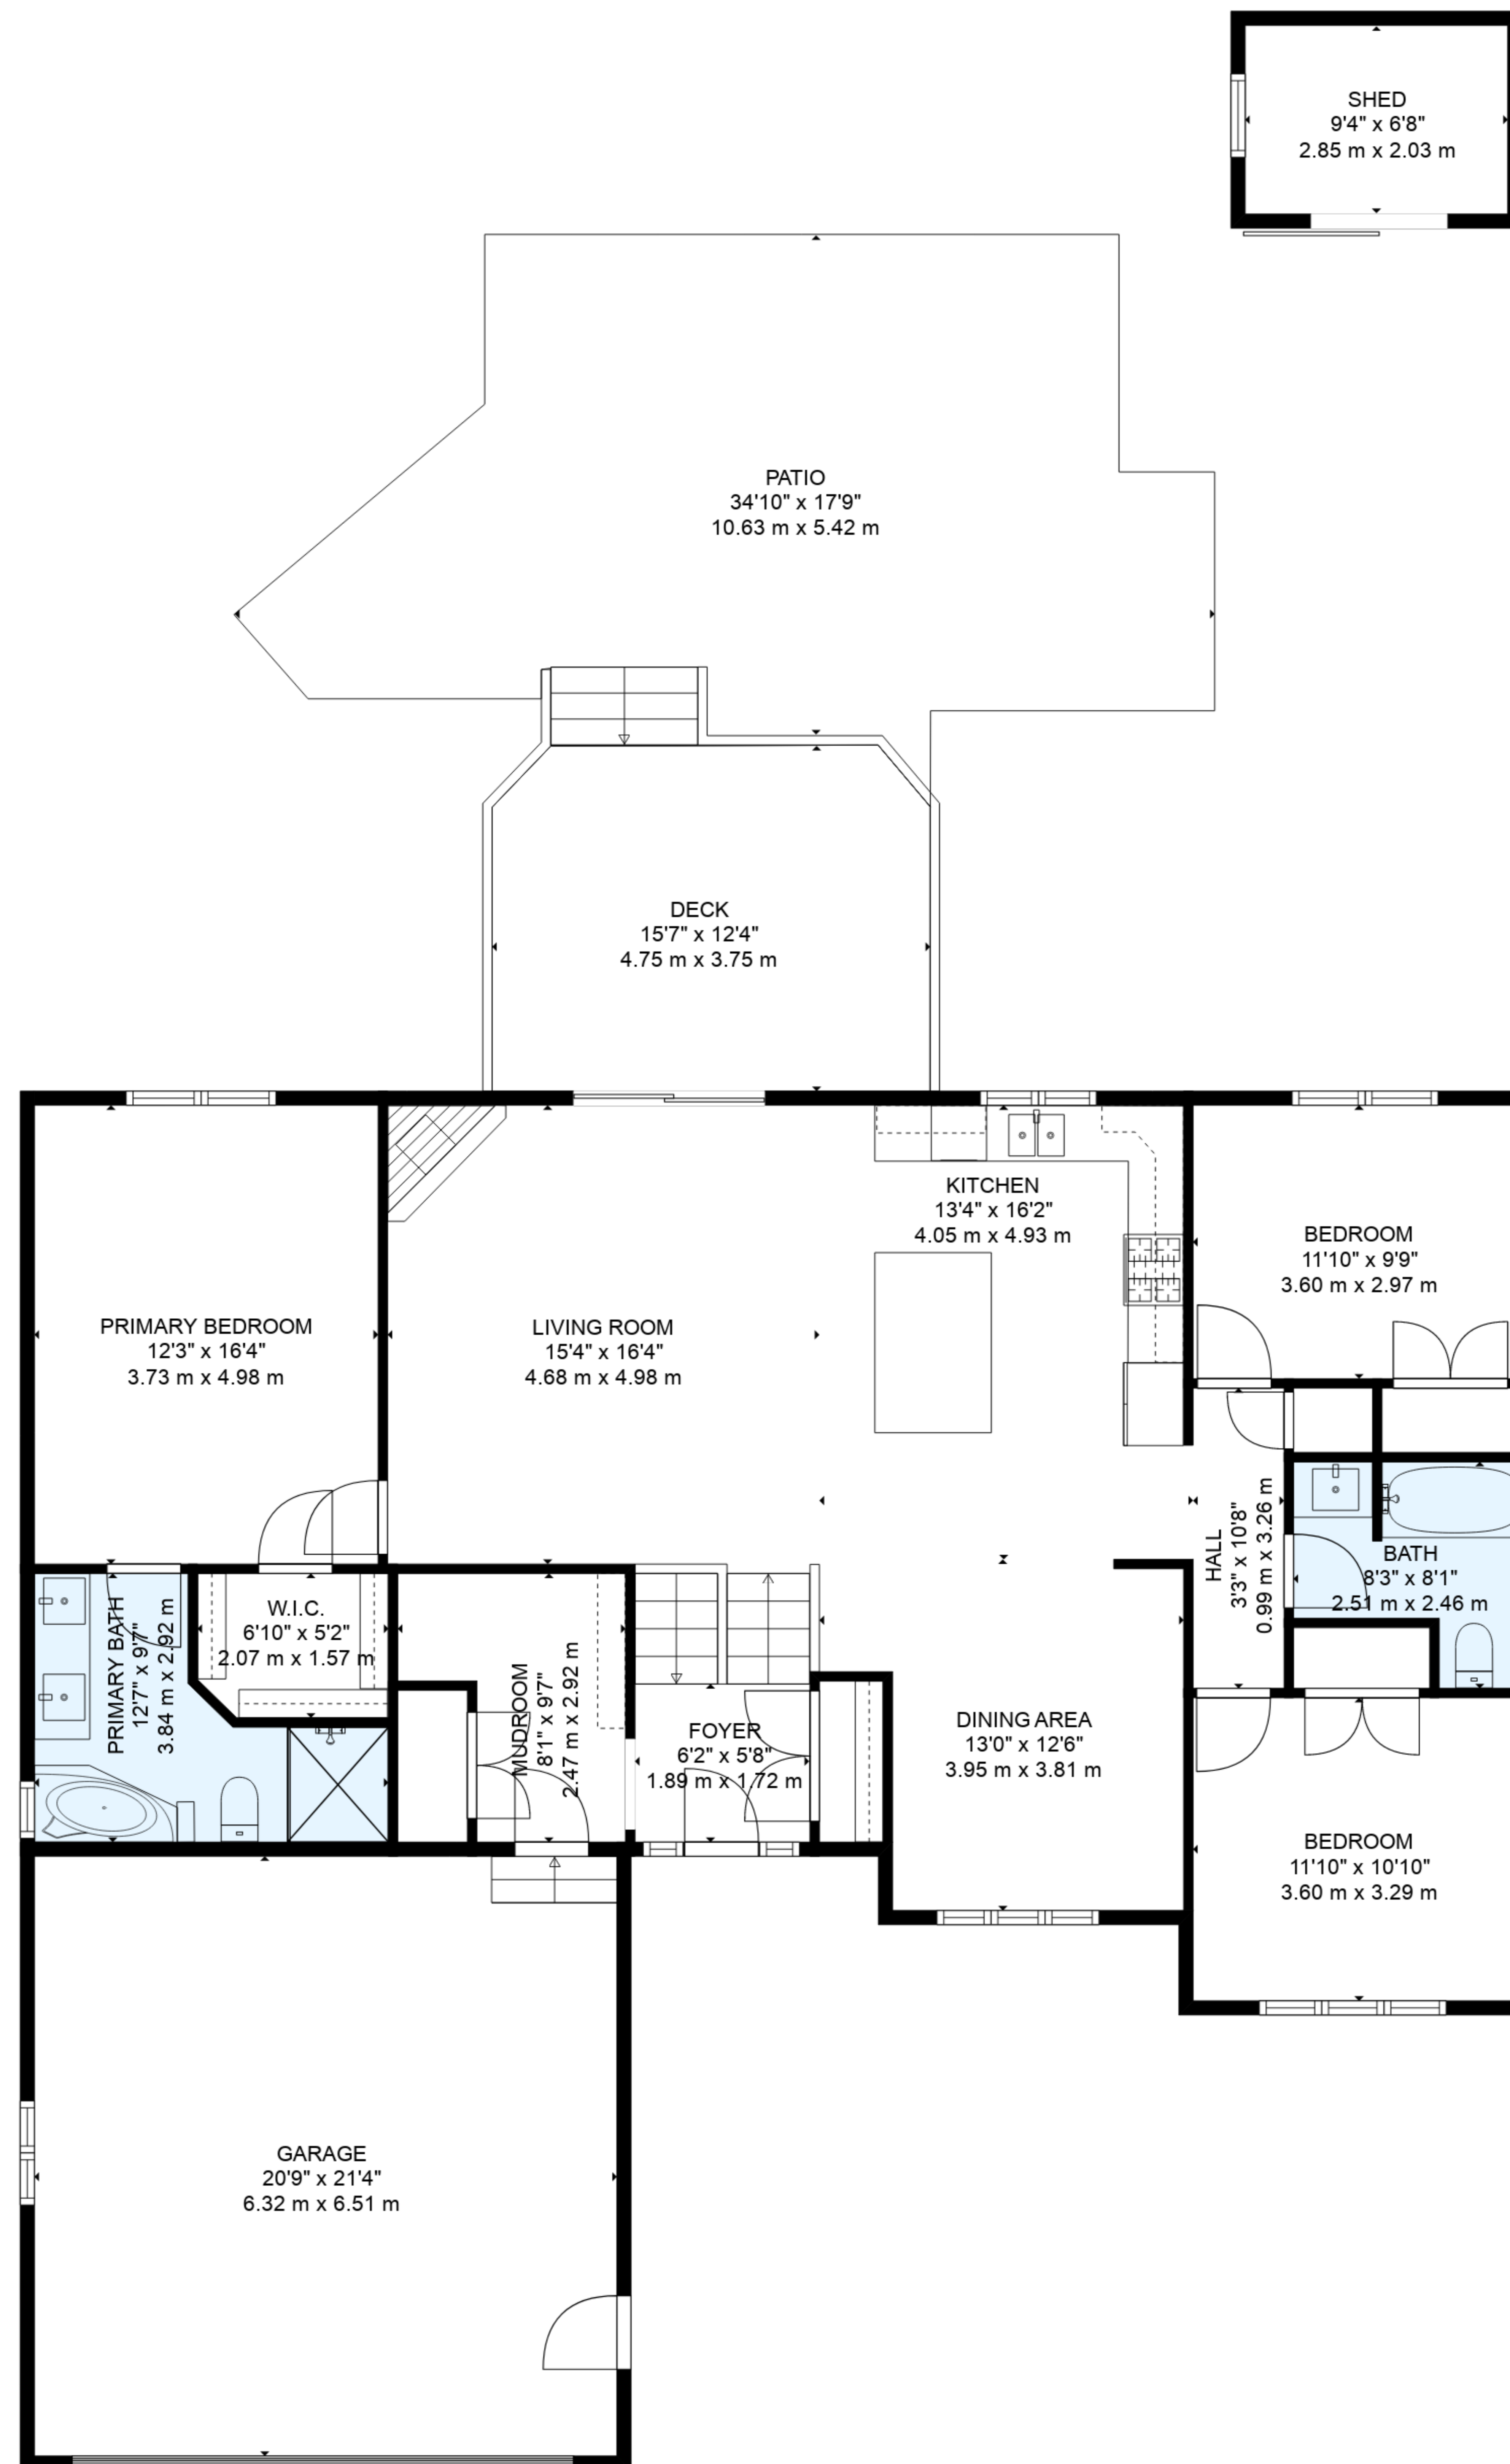 SHED
9'4" x 6'8"
2.85 m x 2.03 m
PATIO
34'10" x 17'9"
10.63 m x 5.42 m
DECK
15'7" x 12'4"
4.75 m x 3.75 m
KITCHEN
13'4" x 16'2"
4.05 m x 4.93 m
BEDROOM
11'10" x 9'9"
3.60 m x 2.97 m
PRIMARY BEDROOM
12'3" x 16'4"
3.73 m x 4.98 m
LIVING ROOM
15'4" x 16'4"
4.68 m x 4.98 m
HALL
3'3" x 10'8"
0.99 m x 3.26 m
BATH
8'3" x 8'1"
2.51 m x 2.46 m
PRIMARY BATH
12'7" x 9'7"
3.84 m x 2.92 m
W.I.C.
6'10" x 5'2"
2.07 m x 1.57 m
MUDROOM
8'1" x 9'7"
2.47 m x 2.92 m
FOYER
6'2" x 5'8"
1.89 m x 1.72 m
DINING AREA
13'0" x 12'6"
3.95 m x 3.81 m
BEDROOM
11'10" x 10'10"
3.60 m x 3.29 m
GARAGE
20'9" x 21'4"
6.32 m x 6.51 m